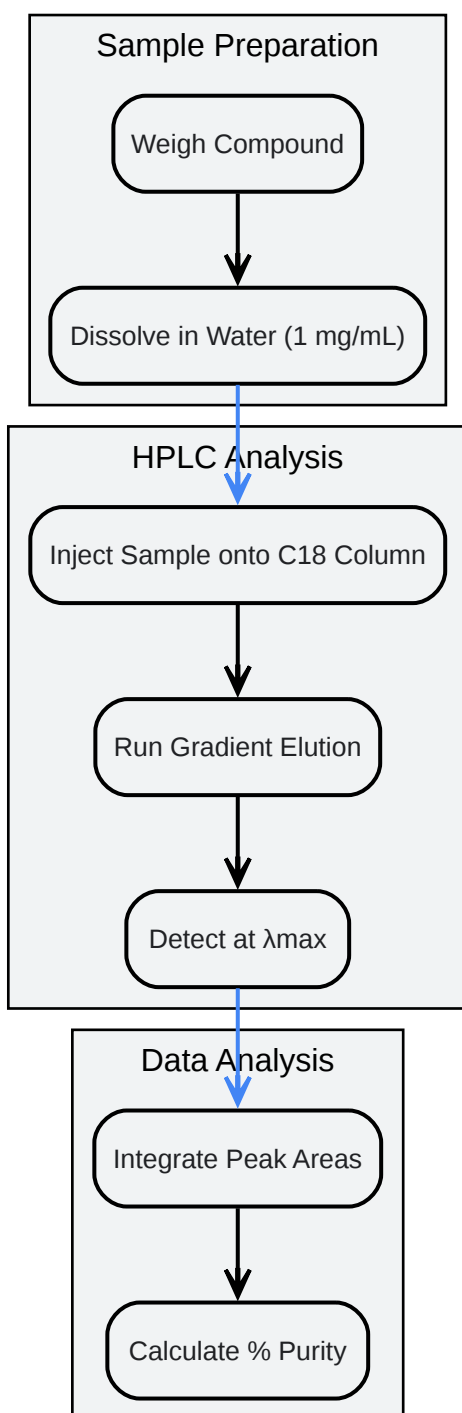 Sample Preparation
Weigh Compound
Dissolve in Water (1 mg/mL)
HPLC Analysis
Inject Sample onto C18 Column
Run Gradient Elution
Detect at λmax
Data Analysis
Integrate Peak Areas
Calculate % Purity